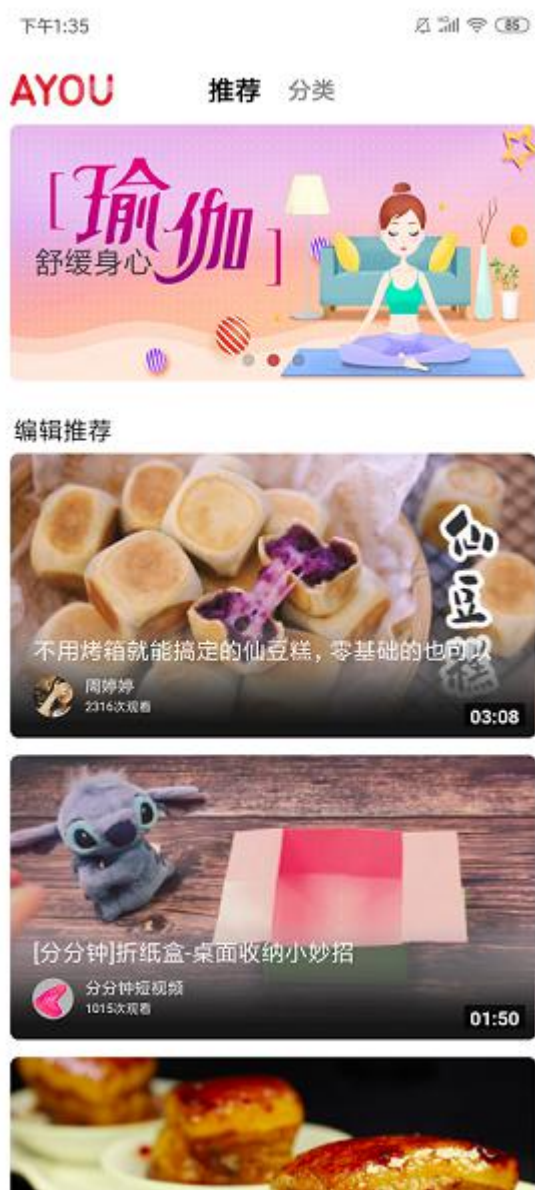 下午1:35
85
AYOU
推荐 分类
[瑜伽]
舒缓身心
编辑推荐
仙豆糕
不用烤箱就能搞定的仙豆糕，零基础的也可以
周婷婷
2316次观看
03:08
[分分钟]折纸盒-桌面收纳小妙招
分分钟短视频
1015次观看
01:50